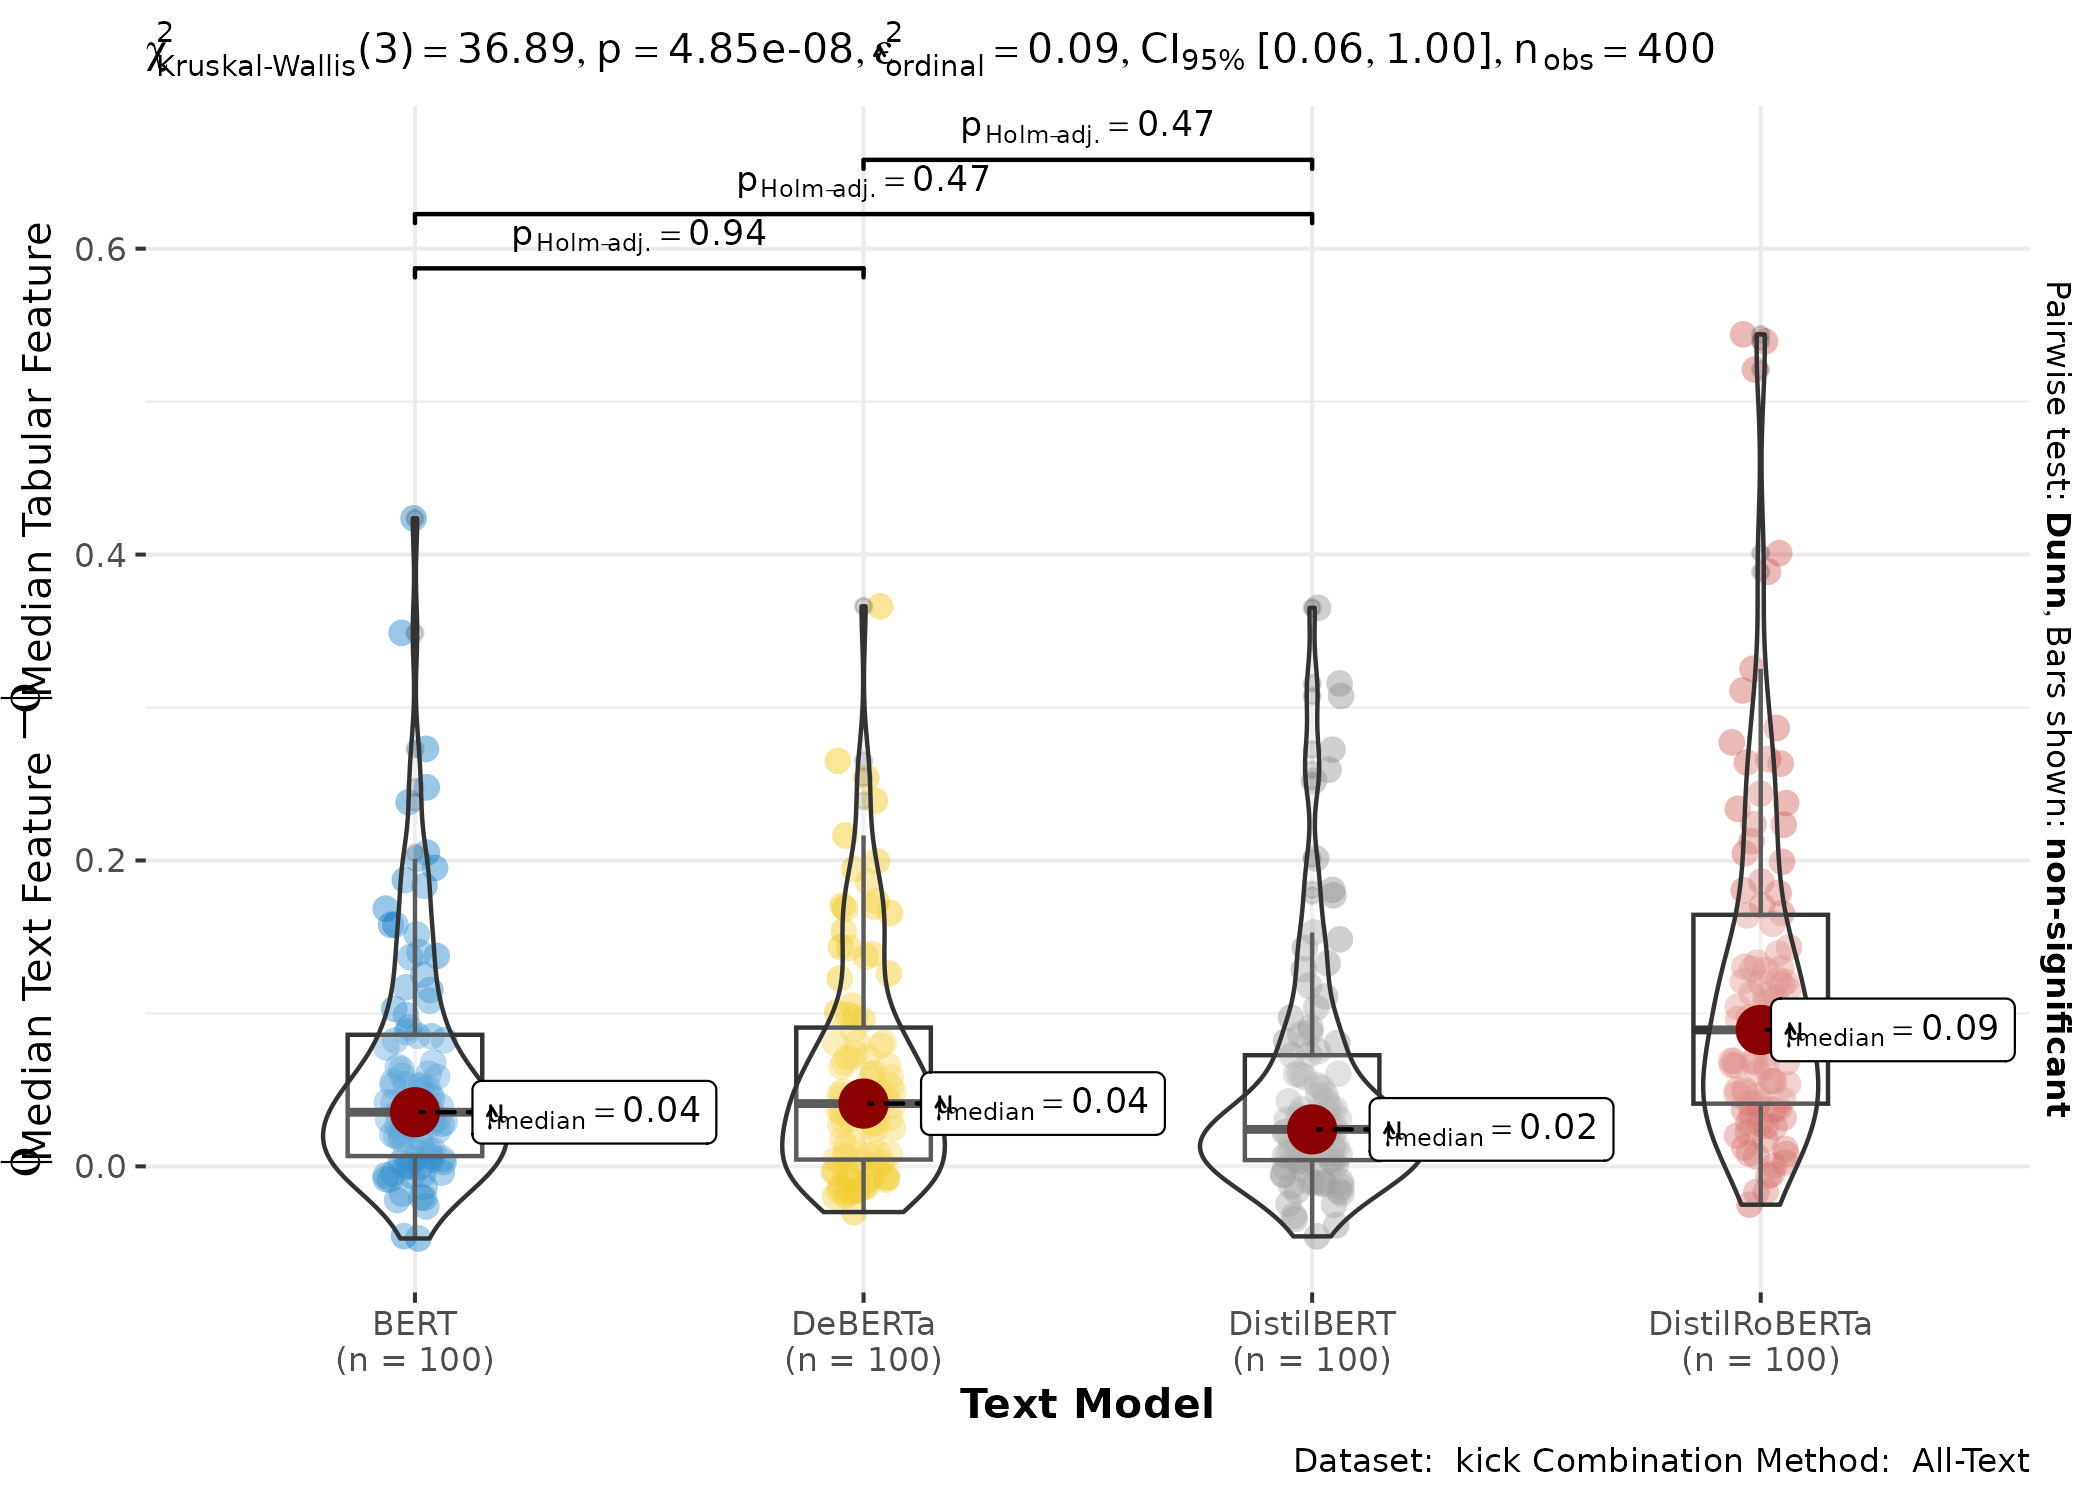 χ²Kruskal-Wallis(3) = 36.89, p = 4.85e-08, ε²ordinal = 0.09, CI95% [0.06, 1.00], nobs = 400
pHolm-adj. = 0.47
pHolm-adj. = 0.47
pHolm-adj. = 0.94
0.6
0.4
0.2
0.0
ϕMedian Text Feature − ϕMedian Tabular Feature
μ̂median = 0.04
μ̂median = 0.04
μ̂median = 0.02
μ̂median = 0.09
Pairwise test: Dunn, Bars shown: non-significant
BERT
(n = 100)
DeBERTa
(n = 100)
DistilBERT
(n = 100)
DistilRoBERTa
(n = 100)
Text Model
Dataset: kick Combination Method: All-Text